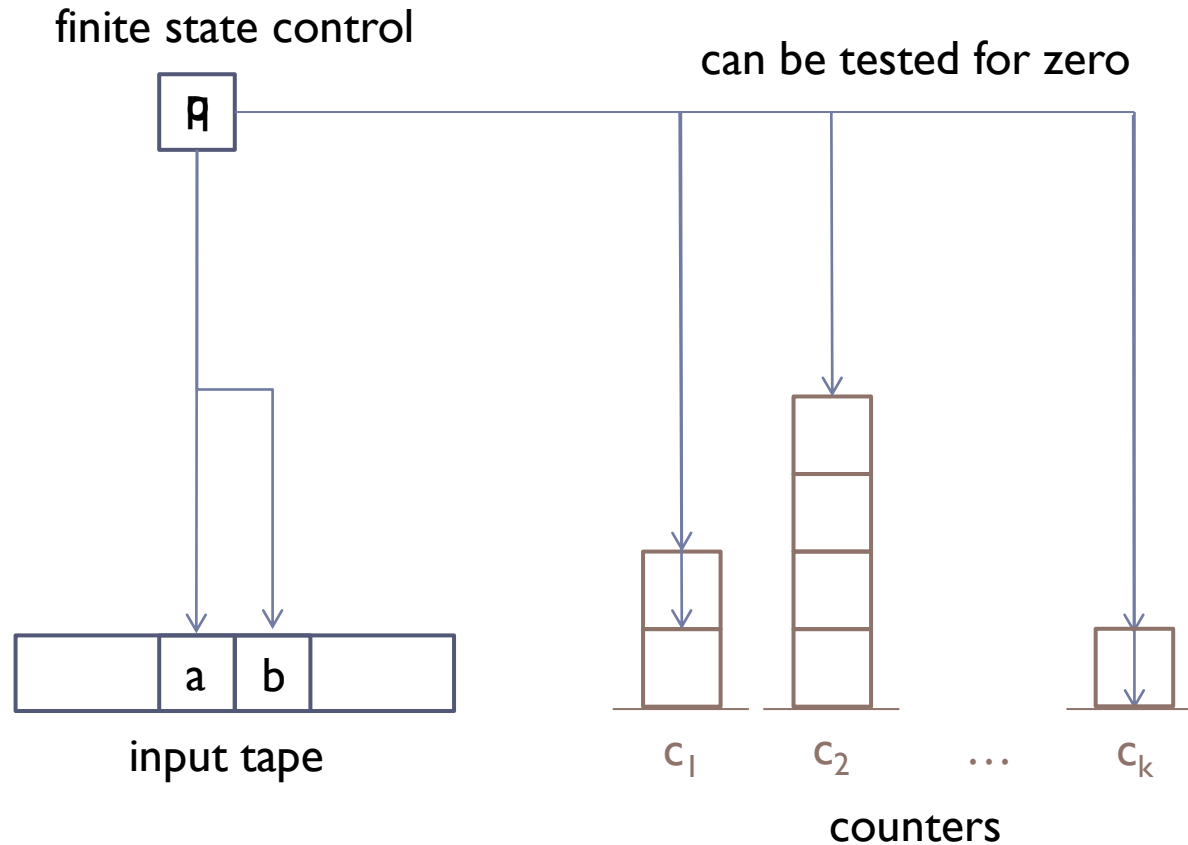 finite state control
can be tested for zero
a b
input tape
c₁ c₂ … cₖ
counters